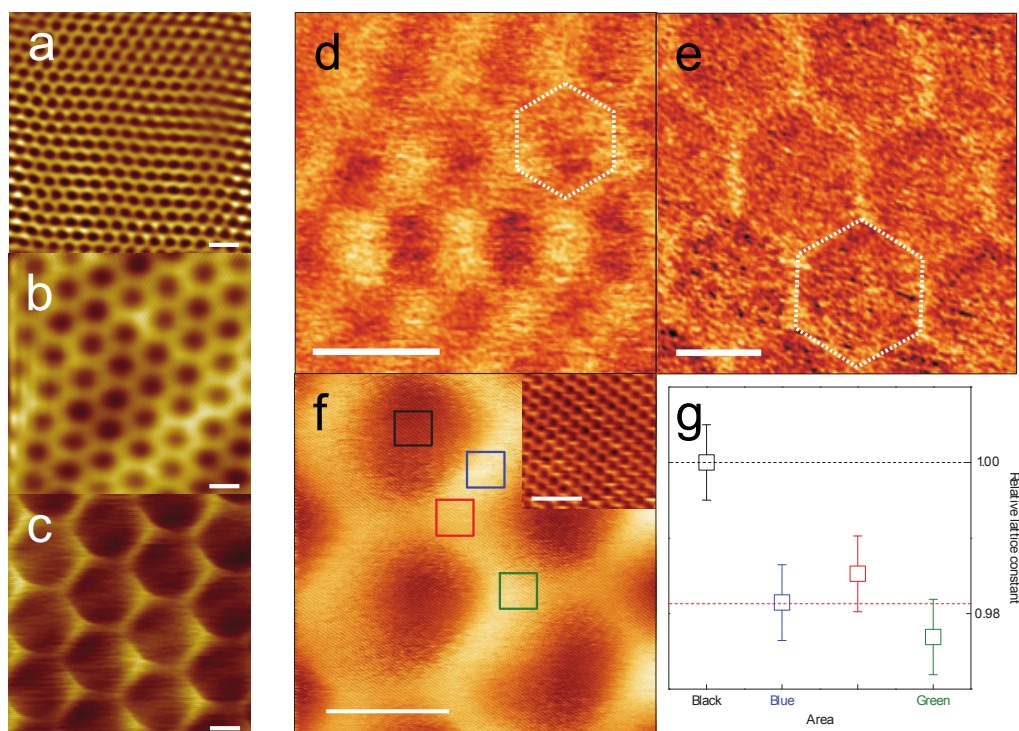 a
b
c
d
e
f
g
1.00
0.98
Relative lattice constant
Black
Blue
Green
Area